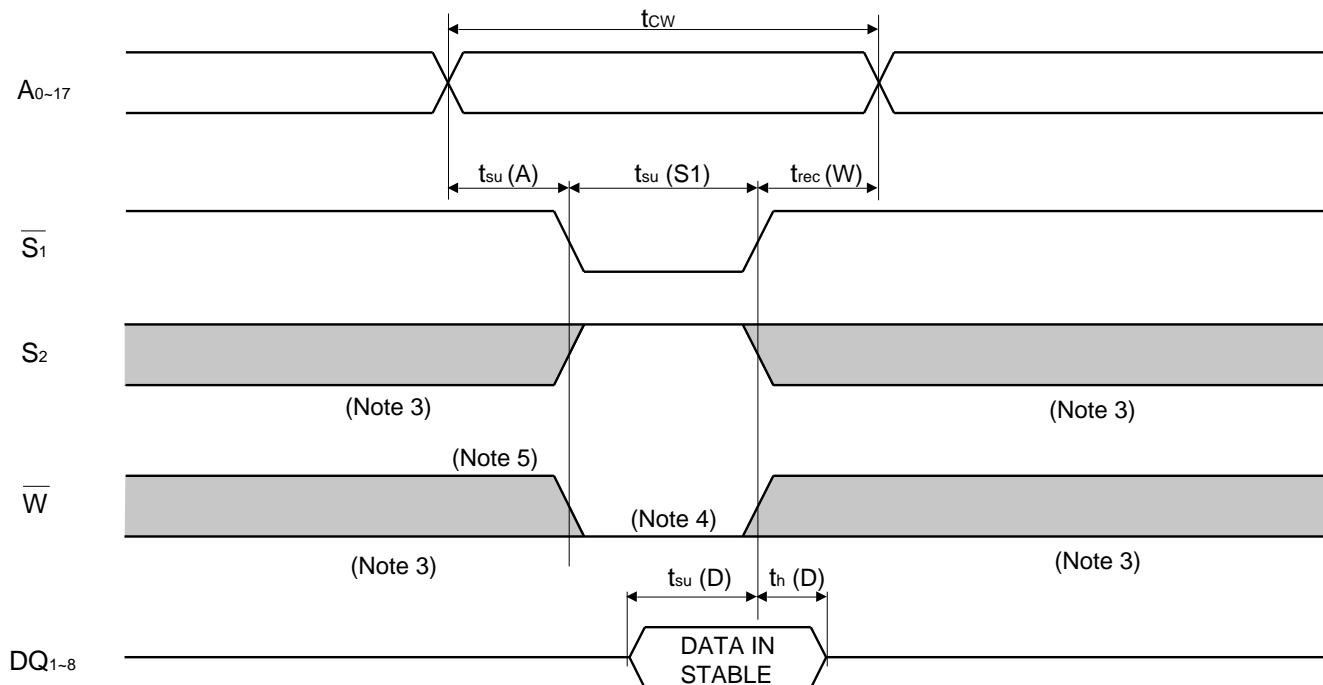 tCW
A0~17
tsu (A) tsu (S1) trec (W)
S1
S2
(Note 3) (Note 3)
(Note 5)
W
(Note 4)
(Note 3) (Note 3)
tsu (D) th (D)
DQ1~8
DATA IN
STABLE